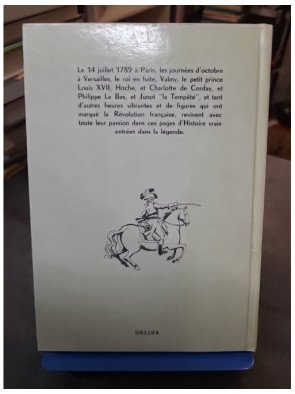 Le 14 juillet 1789 à Paris, les journées d'octobre
à Versailles, le roi en fuite, Valmy, le petit prince
Louis XVII, Hoche, et Charlotte de Corday, et
Philippe Le Bas, et Junot "la Tempête", et tant
d'autres heures vibrantes et de figures qui ont
marqué la Révolution française, revivent avec
toute leur passion dans ces pages d'Histoire vraie
entrées dans la légende.
281124